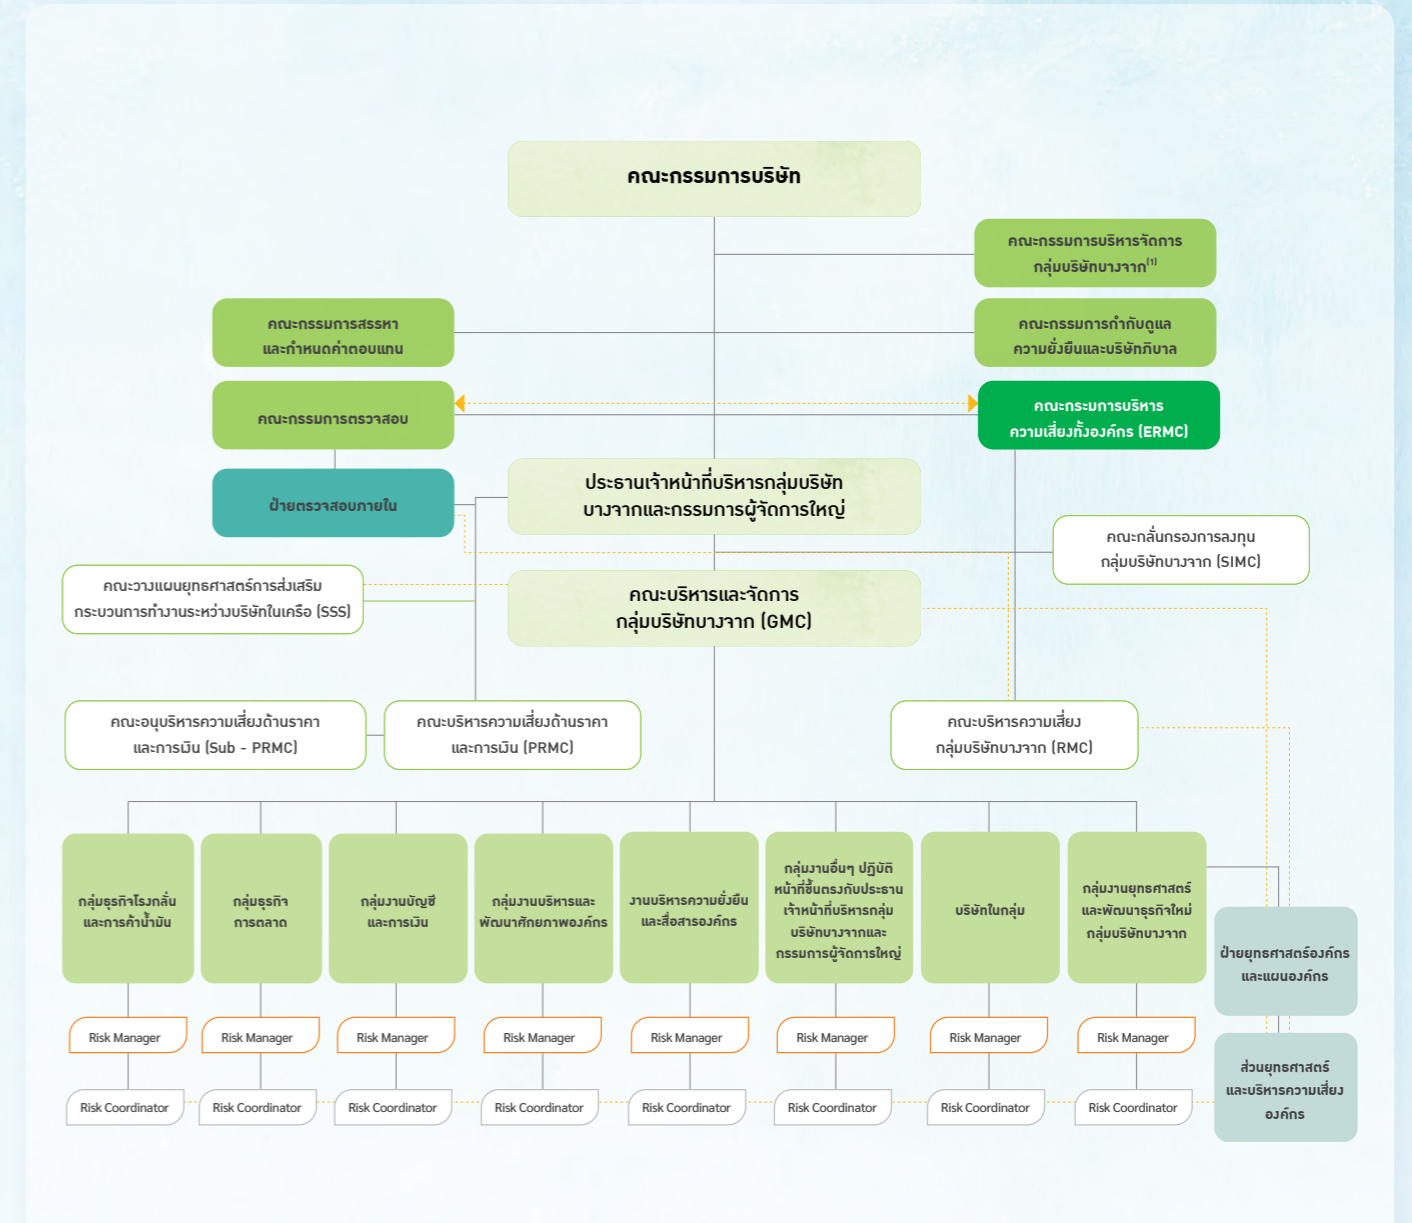 คณะกรรมการบริษัท
คณะกรรมการบริหารจัดการ
กลุ่มบริษัทบางจาก(1)
คณะกรรมการสรรหา
และกำหนดค่าตอบแทน
คณะกรรมการกำกับดูแล
ความยั่งยืนและบริษัทภิบาล
คณะกรรมการตรวจสอบ
คณะกระมการบริหาร
ความเสี่ยงทั้งองค์กร (ERMC)
ประธานเจ้าหน้าที่บริหารกลุ่มบริษัท
บางจากและกรรมการผู้จัดการใหญ่
ฝ่ายตรวจสอบภายใน
คณะกลั่นกรองการลงทุน
กลุ่มบริษัทบางจาก (SIMC)
คณะวางแผนยุทธศาสตร์การส่งเสริม
กระบวนการทำงานระหว่างบริษัทในเครือ (SSS)
คณะบริหารและจัดการ
กลุ่มบริษัทบางจาก (GMC)
คณะอนุบริหารความเสี่ยงด้านราคา
และการเงิน (Sub - PRMC)
คณะบริหารความเสี่ยงด้านราคา
และการเงิน (PRMC)
คณะบริหารความเสี่ยง
กลุ่มบริษัทบางจาก (RMC)
กลุ่มธุรกิจโรงกลั่น
และการค้าน้ำมัน
กลุ่มธุรกิจ
การตลาด
กลุ่มงานบัญชี
และการเงิน
กลุ่มงานบริหารและ
พัฒนาศักยภาพองค์กร
งานบริหารความยั่งยืน
และสื่อสารองค์กร
กลุ่มงานอื่นๆ ปฏิบัติ
หน้าที่ขึ้นตรงกับประธาน
เจ้าหน้าที่บริหารกลุ่ม
บริษัทบางจากและ
กรรมการผู้จัดการใหญ่
บริษัทในกลุ่ม
กลุ่มงานยุทธศาสตร์
และพัฒนาธุรกิจใหม่
กลุ่มบริษัทบางจาก
ฝ่ายยุทธศาสตร์องค์กร
และแผนองค์กร
Risk Manager
Risk Manager
Risk Manager
Risk Manager
Risk Manager
Risk Manager
Risk Manager
Risk Manager
ส่วนยุทธศาสตร์
และบริหารความเสี่ยง
องค์กร
Risk Coordinator
Risk Coordinator
Risk Coordinator
Risk Coordinator
Risk Coordinator
Risk Coordinator
Risk Coordinator
Risk Coordinator